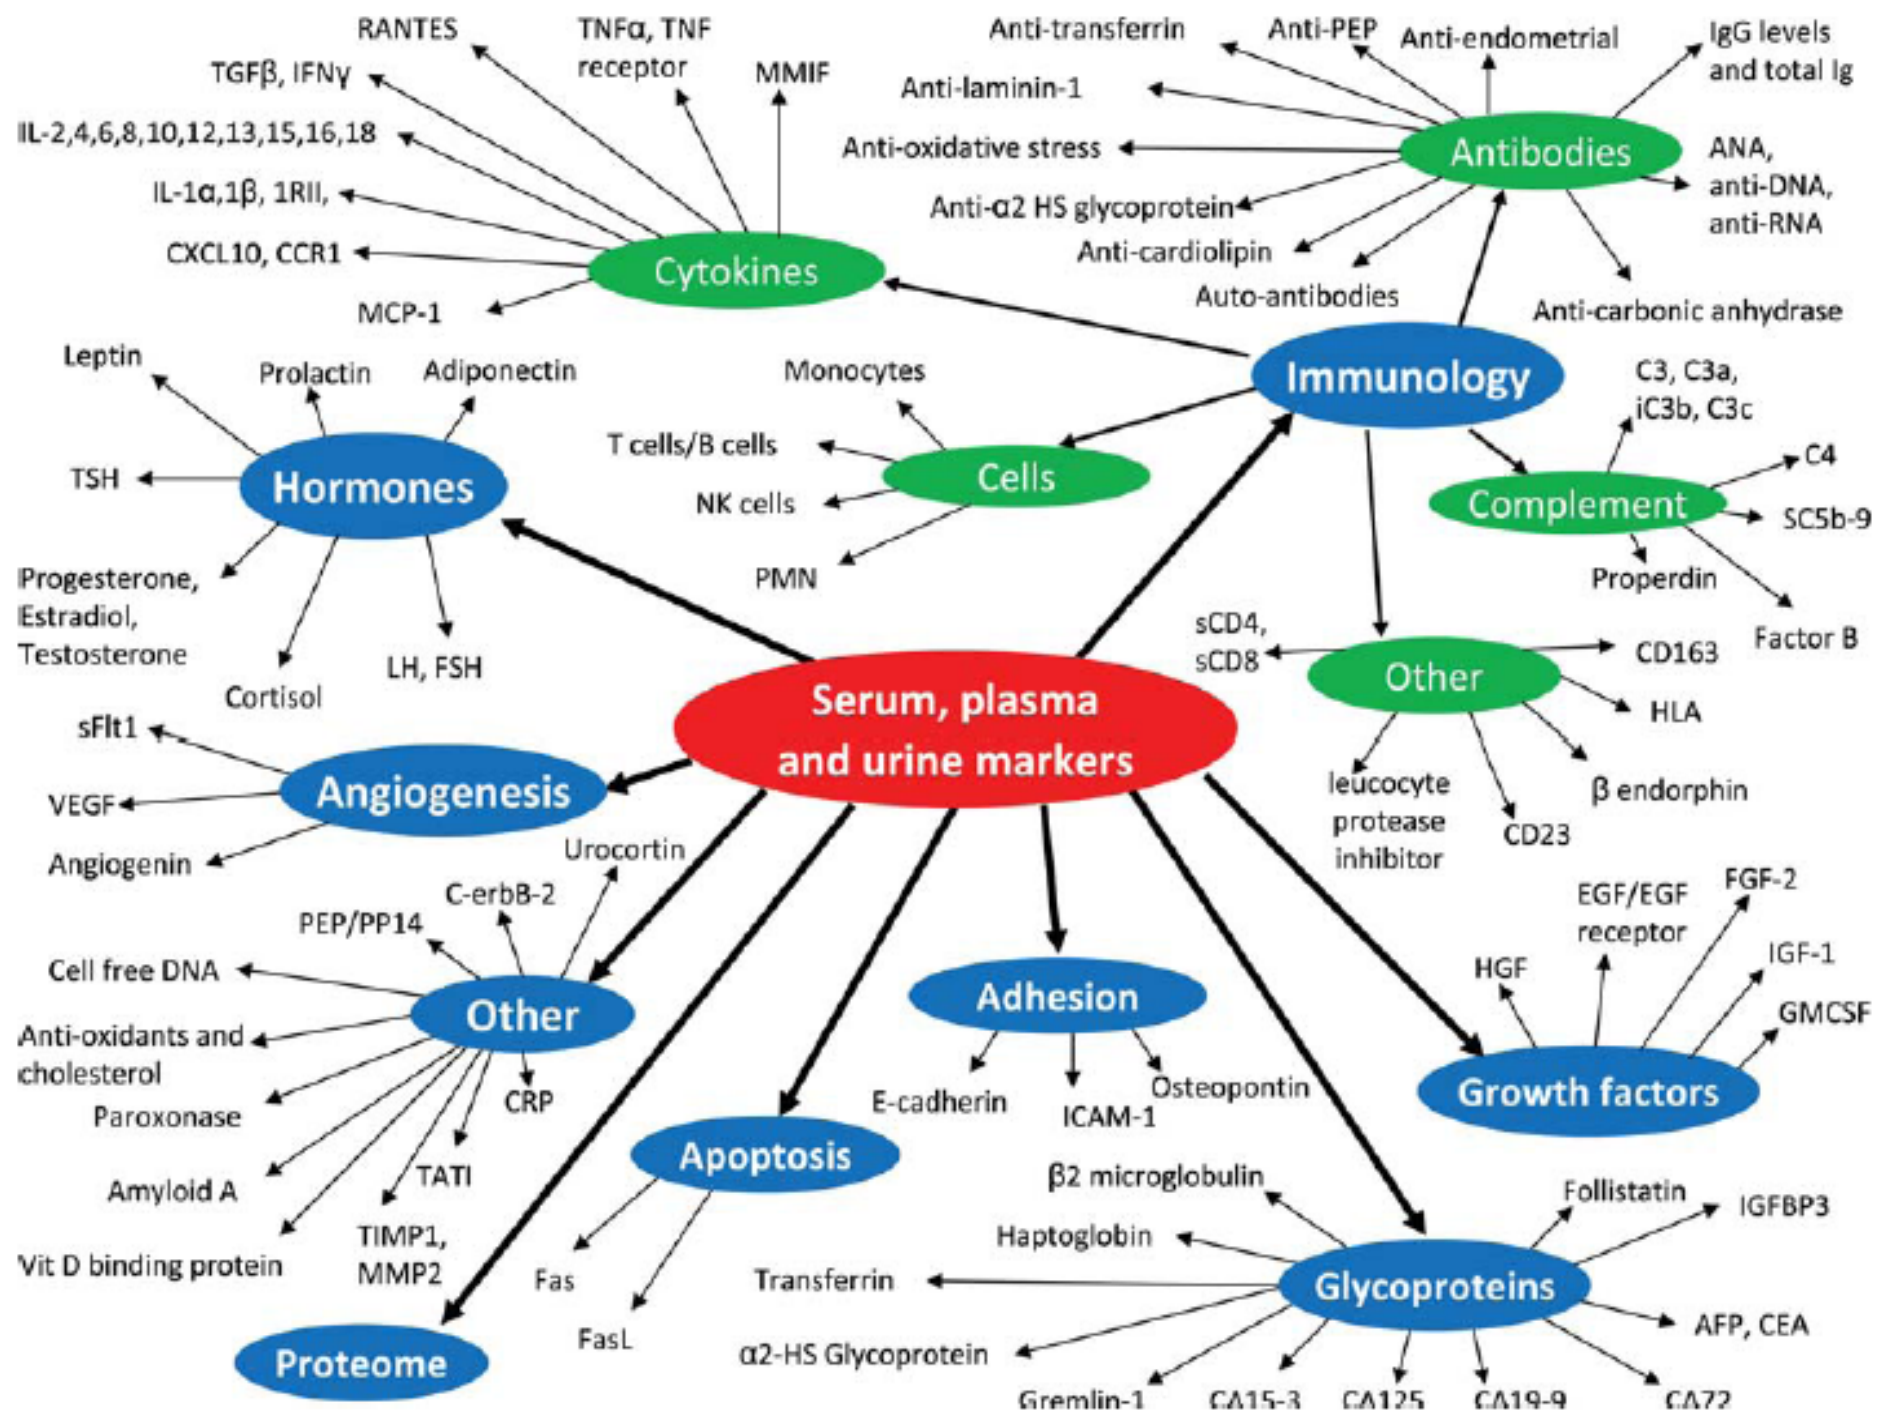 RANTES
TNFα, TNF
receptor
MMIF
TGFβ, IFNγ
IL-2,4,6,8,10,12,13,15,16,18
IL-1α,1β, 1RII,
CXCL10, CCR1
MCP-1
Cytokines
Anti-transferrin
Anti-PEP
Anti-endometrial
IgG levels
and total Ig
Anti-laminin-1
Anti-oxidative stress
Antibodies
ANA,
anti-DNA,
anti-RNA
Anti-α2 HS glycoprotein
Anti-cardiolipin
Auto-antibodies
Anti-carbonic anhydrase
Immunology
Leptin
Prolactin
Adiponectin
TSH
Hormones
Progesterone,
Estradiol,
Testosterone
Cortisol
LH, FSH
Monocytes
T cells/B cells
NK cells
PMN
Cells
C3, C3a,
iC3b, C3c
C4
Complement
SC5b-9
Properdin
Factor B
sCD4,
sCD8
Other
CD163
HLA
β endorphin
CD23
leucocyte
protease
inhibitor
Serum, plasma
and urine markers
sFlt1
VEGF
Angiogenin
Angiogenesis
Urocortin
C-erbB-2
PEP/PP14
Cell free DNA
Other
Anti-oxidants and
cholesterol
Paroxonase
Amyloid A
Vit D binding protein
TIMP1,
MMP2
TATI
CRP
Adhesion
E-cadherin
ICAM-1
Osteopontin
EGF/EGF
receptor
FGF-2
HGF
IGF-1
GMCSF
Growth factors
Apoptosis
Fas
FasL
Proteome
β2 microglobulin
Haptoglobin
Transferrin
α2-HS Glycoprotein
Glycoproteins
Follistatin
IGFBP3
AFP, CEA
Gremlin-1
CA15-3
CA125
CA19-9
CA72